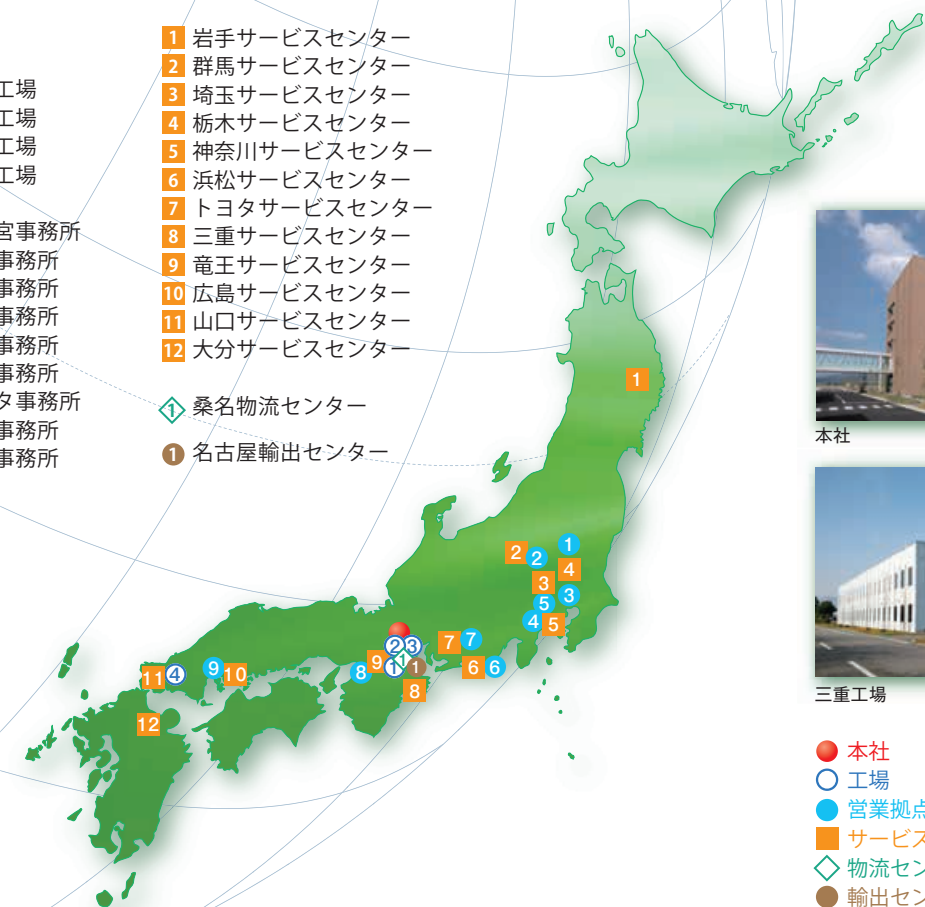 工場
工場
工場
工場
宮事務所
事務所
事務所
事務所
事務所
事務所
タ事務所
事務所
事務所
1 岩手サービスセンター
2 群馬サービスセンター
3 埼玉サービスセンター
4 栃木サービスセンター
5 神奈川サービスセンター
6 浜松サービスセンター
7 トヨタサービスセンター
8 三重サービスセンター
9 竜王サービスセンター
10 広島サービスセンター
11 山口サービスセンター
12 大分サービスセンター
1 桑名物流センター
1 名古屋輸出センター
1
2 2 1
4
3
5 3
4 5
2 3
7 7
9 1 1 1
8 6 6
8
11 4 9 10
12
本社
三重工場
本社
工場
営業拠点
サービス
物流セン
輸出セン